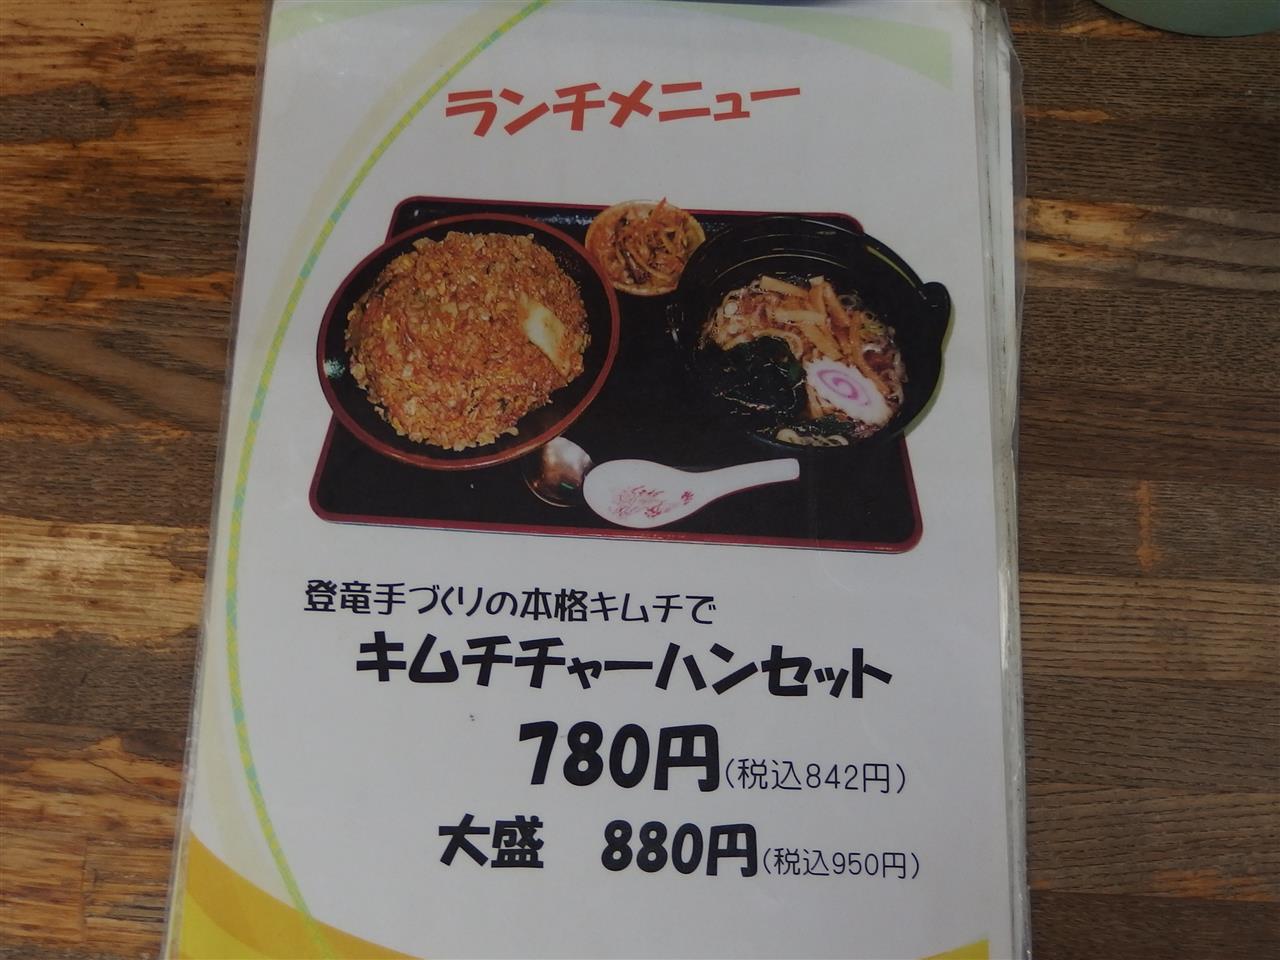 ランチメニュー
登竜手づくりの本格キムチで
キムチチャーハンセット
780円(税込842円)
大盛　880円(税込950円)